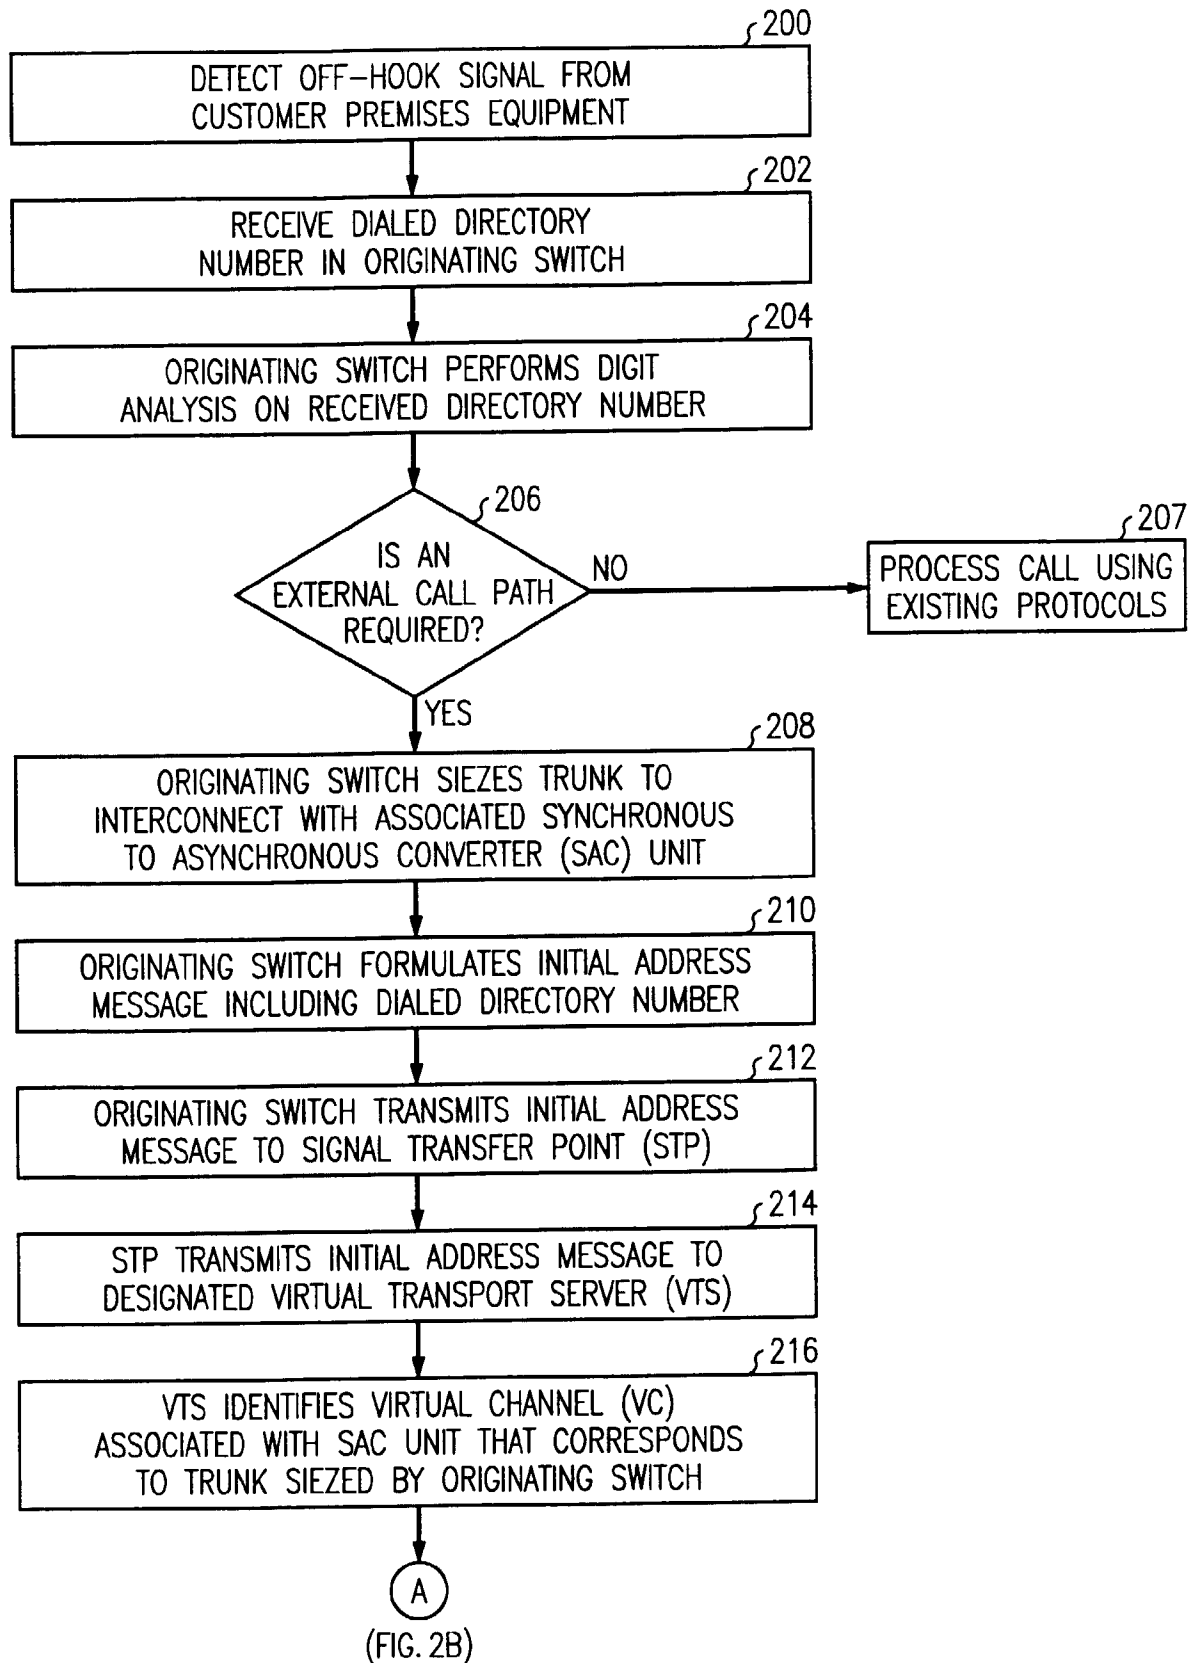 200
DETECT OFF-HOOK SIGNAL FROM
CUSTOMER PREMISES EQUIPMENT
202
RECEIVE DIALED DIRECTORY
NUMBER IN ORIGINATING SWITCH
204
ORIGINATING SWITCH PERFORMS DIGIT
ANALYSIS ON RECEIVED DIRECTORY NUMBER
206
IS AN
EXTERNAL CALL PATH
REQUIRED?
NO
207
PROCESS CALL USING
EXISTING PROTOCOLS
YES
208
ORIGINATING SWITCH SIEZES TRUNK TO
INTERCONNECT WITH ASSOCIATED SYNCHRONOUS
TO ASYNCHRONOUS CONVERTER (SAC) UNIT
210
ORIGINATING SWITCH FORMULATES INITIAL ADDRESS
MESSAGE INCLUDING DIALED DIRECTORY NUMBER
212
ORIGINATING SWITCH TRANSMITS INITIAL ADDRESS
MESSAGE TO SIGNAL TRANSFER POINT (STP)
214
STP TRANSMITS INITIAL ADDRESS MESSAGE TO
DESIGNATED VIRTUAL TRANSPORT SERVER (VTS)
216
VTS IDENTIFIES VIRTUAL CHANNEL (VC)
ASSOCIATED WITH SAC UNIT THAT CORRESPONDS
TO TRUNK SIEZED BY ORIGINATING SWITCH
A
(FIG. 2B)